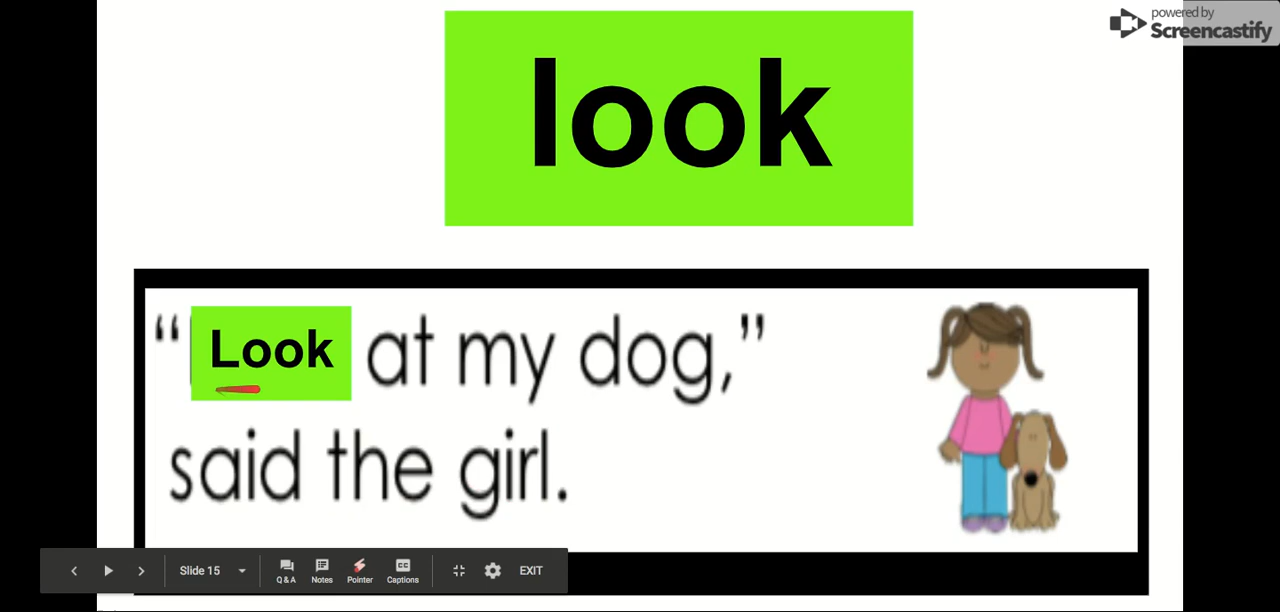 powered by
Screencastify
look
“Look at my dog,”
said the girl.
Slide 15
Q & A
Notes
Pointer
Captions
EXIT